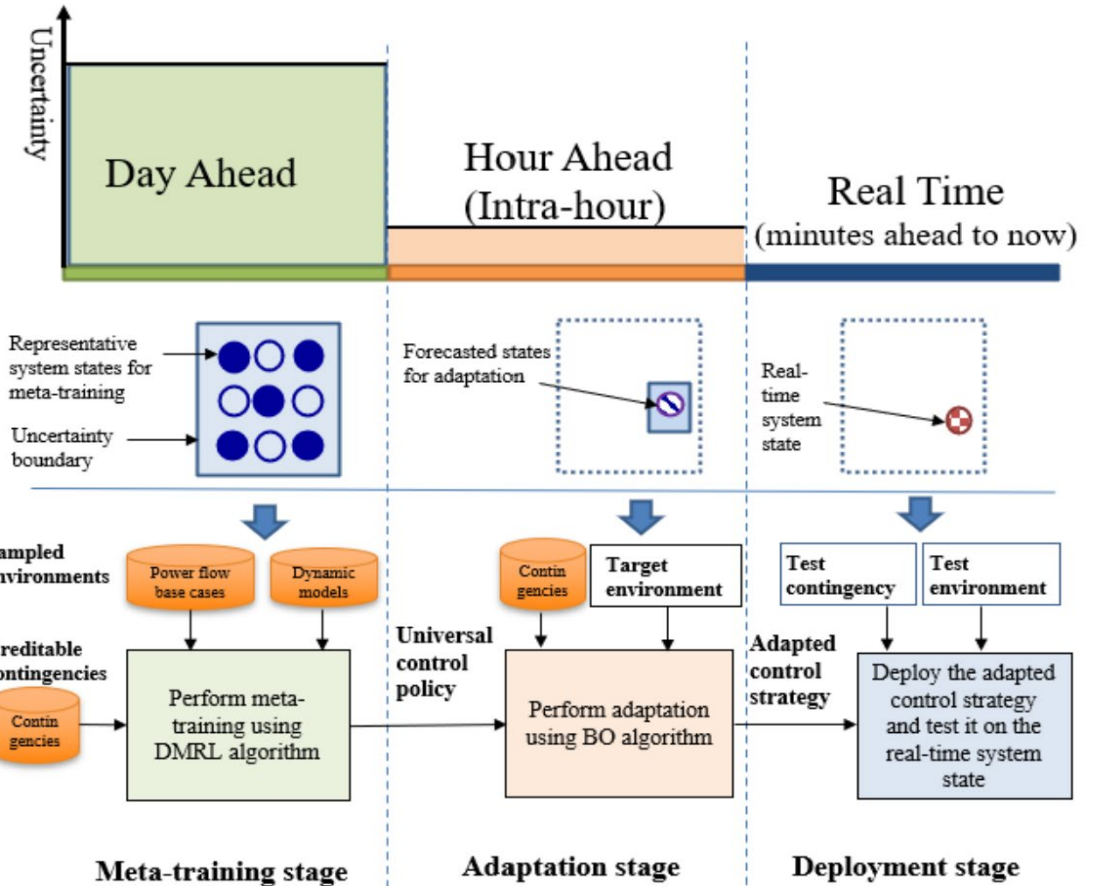 Uncertainty
Day Ahead
Hour Ahead
(Intra-hour)
Real Time
(minutes ahead to now)
Representative
system states for
meta-training
Uncertainty
boundary
Forecasted states
for adaptation
Real-
time
system
state
ampled
nvironments
Power flow
base cases
Dynamic
models
reditable
ontingencies
Contin
gencies
Perform meta-
training using
DMRL algorithm
Universal
control
policy
Contin
gencies
Target
environment
Perform adaptation
using BO algorithm
Adapted
control
strategy
Test
contingency
Test
environment
Deploy the adapted
control strategy
and test it on the
real-time system
state
Meta-training stage
Adaptation stage
Deployment stage